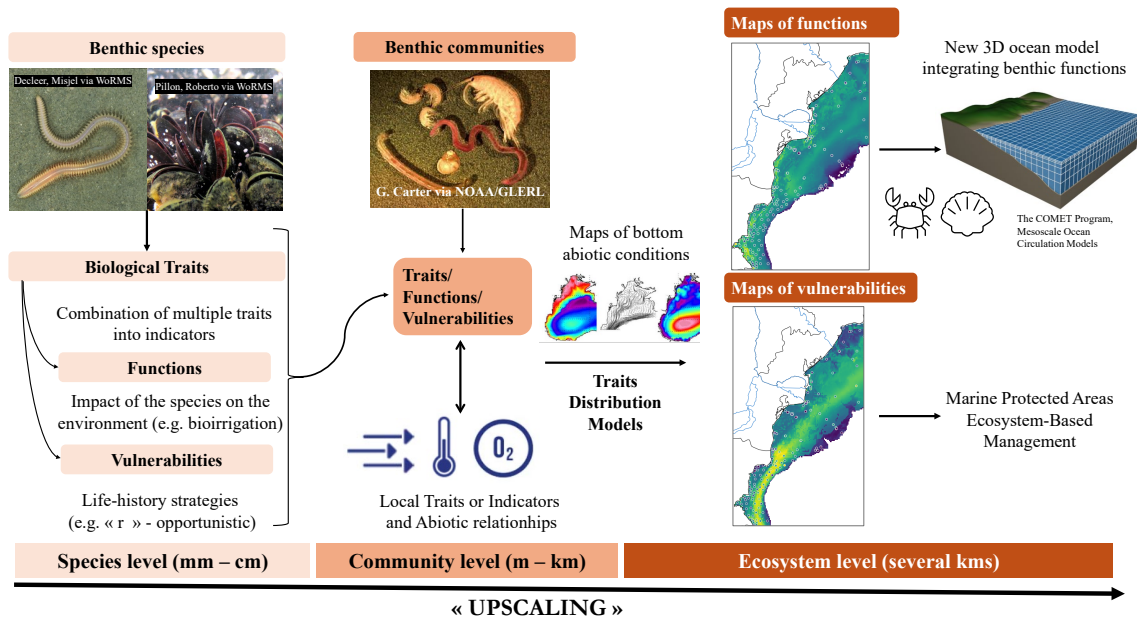 Benthic species
Decleer, Misjel via WoRMS
Pillon, Roberto via WoRMS
Biological Traits
Combination of multiple traits
into indicators
Functions
Impact of the species on the
environment (e.g. bioirrigation)
Vulnerabilities
Life-history strategies
(e.g. « r » - opportunistic)
Benthic communities
G. Carter via NOAA/GLERL
Traits/
Functions/
Vulnerabilities
O2
Local Traits or Indicators
and Abiotic relationhips
Maps of bottom
abiotic conditions
Traits
Distribution
Models
Maps of functions
New 3D ocean model
integrating benthic functions
The COMET Program,
Mesoscale Ocean
Circulation Models
Maps of vulnerabilities
Marine Protected Areas
Ecosystem-Based
Management
Species level (mm – cm)
Community level (m – km)
Ecosystem level (several kms)
« UPSCALING »